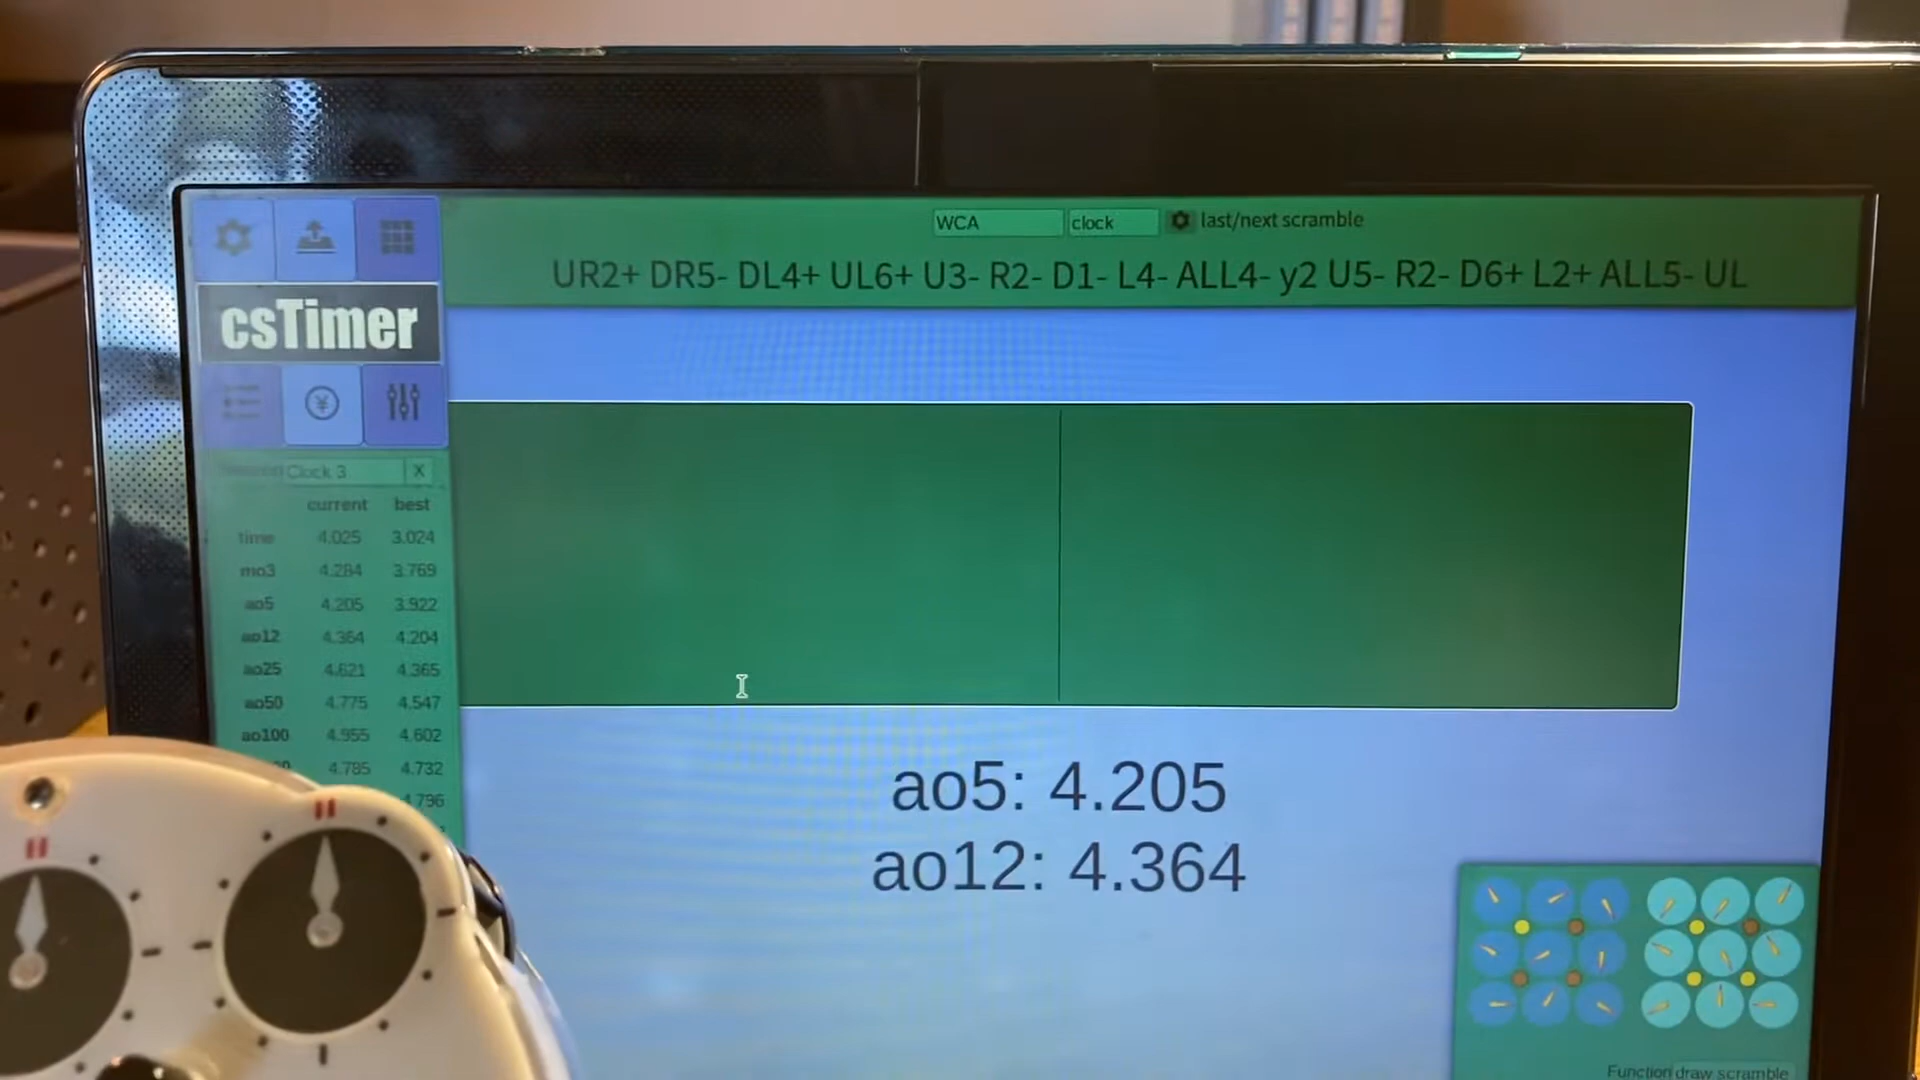 WCA clock last/next scramble
UR2+ DR5- DL4+ UL6+ U3- R2- D1- L4- ALL4- y2 U5- R2- D6+ L2+ ALL5- UL
csTimer
Clock 3 X
current best
time 4.025 3.024
mo3 4.284 3.769
ao5 4.205 3.922
ao12 4.364 4.204
ao25 4.621 4.365
ao50 4.775 4.547
ao100 4.955 4.602
4.785 4.732
4.796
ao5: 4.205
ao12: 4.364
Function draw scramble